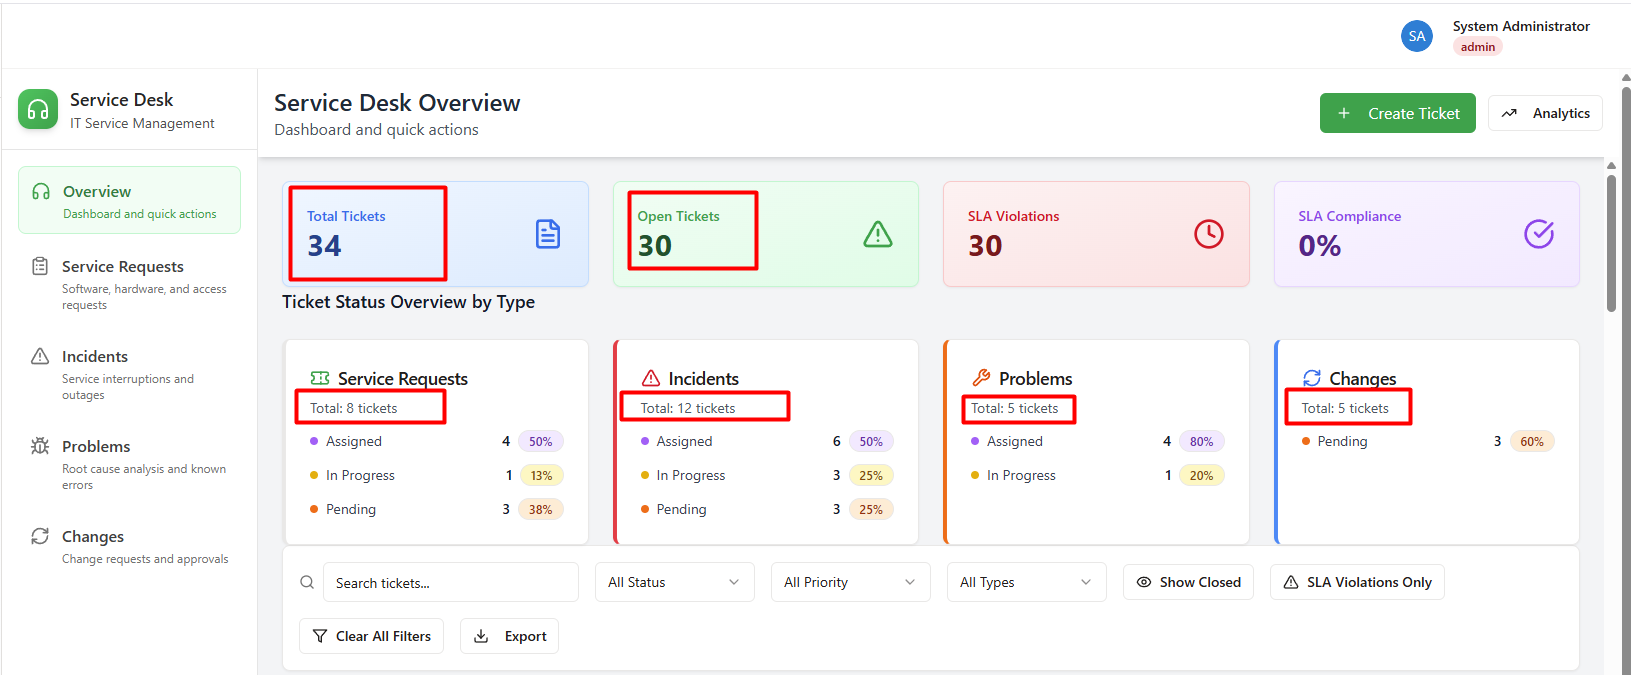 SA
System Administrator
admin
Service Desk
IT Service Management
Service Desk Overview
Dashboard and quick actions
Create Ticket
Analytics
Overview
Dashboard and quick actions
Service Requests
Software, hardware, and access
requests
Incidents
Service interruptions and
outages
Problems
Root cause analysis and known
errors
Changes
Change requests and approvals
Total Tickets
34
Open Tickets
30
SLA Violations
30
SLA Compliance
0%
Ticket Status Overview by Type
Service Requests
Total: 8 tickets
Assigned 4 50%
In Progress 1 13%
Pending 3 38%
Incidents
Total: 12 tickets
Assigned 6 50%
In Progress 3 25%
Pending 3 25%
Problems
Total: 5 tickets
Assigned 4 80%
In Progress 1 20%
Changes
Total: 5 tickets
Pending 3 60%
Search tickets...
All Status
All Priority
All Types
Show Closed
SLA Violations Only
Clear All Filters
Export